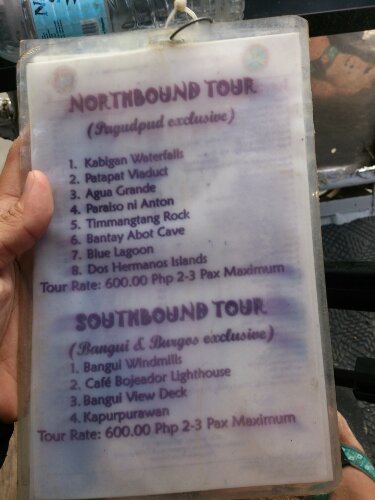 NORTHBOUND TOUR
(Pagudpud exclusive)
1. Kabigan Waterfalls
2. Patapat Viaduct
3. Agua Grande
4. Paraiso ni Anton
5. Timmangtang Rock
6. Bantay Abot Cave
7. Blue Lagoon
8. Dos Hermanos Islands
Tour Rate: 600.00 Php 2-3 Pax Maximum
SOUTHBOUND TOUR
(Bangui & Burgos exclusive)
1. Bangui Windmills
2. Café Bojeador Lighthouse
3. Bangui View Deck
4. Kapurpurawan
Tour Rate: 600.00 Php 2-3 Pax Maximum